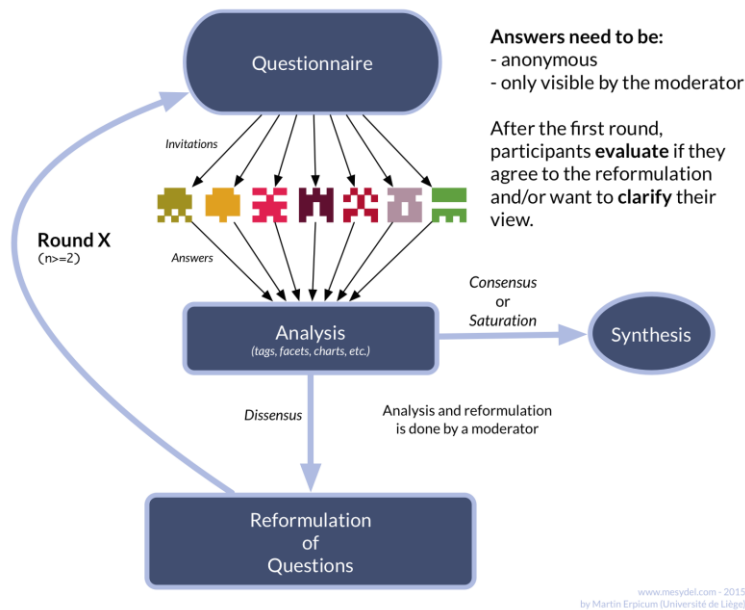 Questionnaire
Answers need to be:
- anonymous
- only visible by the moderator
After the first round,
participants evaluate if they
agree to the reformulation
and/or want to clarify their
view.
Invitations
Round X
(n>=2)
Answers
Analysis
(tags, facets, charts, etc.)
Consensus
or
Saturation
Synthesis
Dissensus
Analysis and reformulation
is done by a moderator
Reformulation
of
Questions
www.mesydel.com - 2015
by Martin Erpicum (Université de Liège)